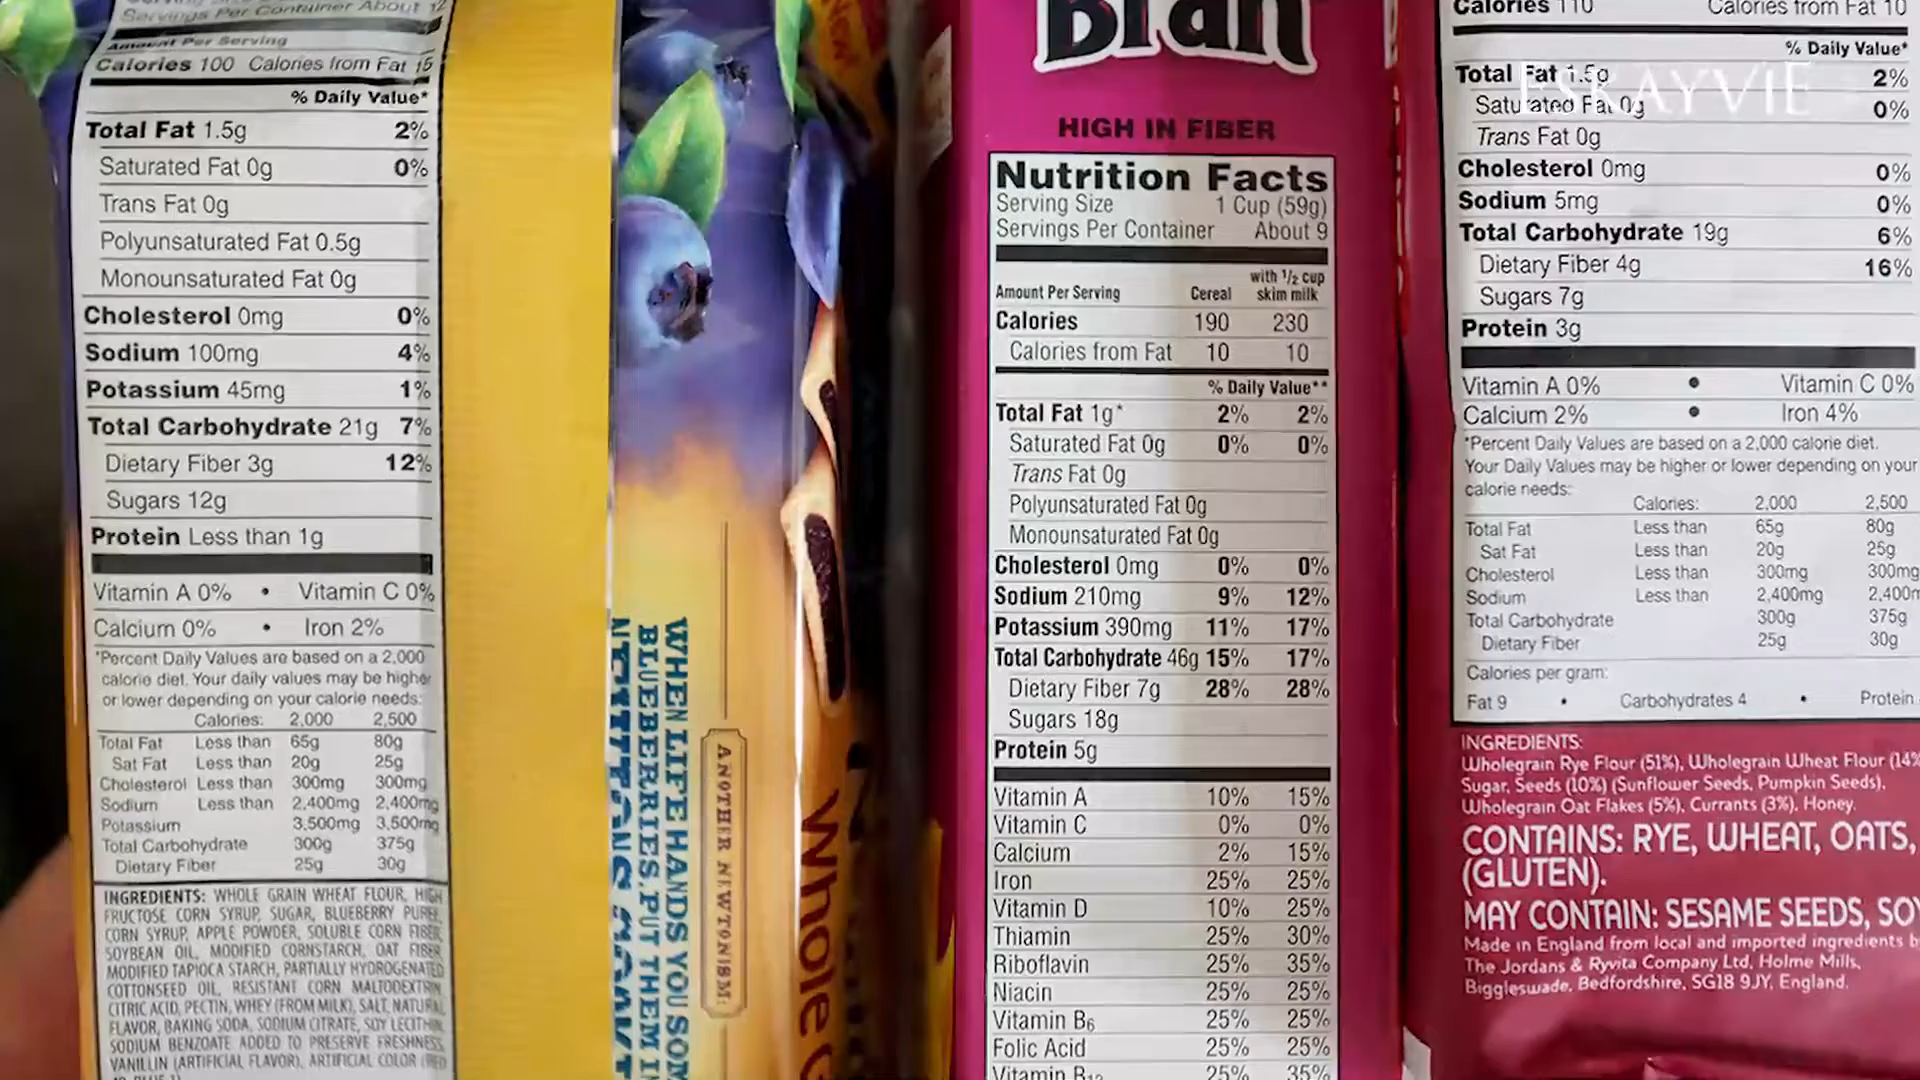 Servings Per Container About 12
Amount Per Serving
Calories 100 Calories from Fat 15
% Daily Value*
Total Fat 1.5g 2%
Saturated Fat 0g 0%
Trans Fat 0g
Polyunsaturated Fat 0.5g
Monounsaturated Fat 0g
Cholesterol 0mg 0%
Sodium 100mg 4%
Potassium 45mg 1%
Total Carbohydrate 21g 7%
Dietary Fiber 3g 12%
Sugars 12g
Protein Less than 1g
Vitamin A 0% • Vitamin C 0%
Calcium 0% • Iron 2%
*Percent Daily Values are based on a 2,000
calorie diet. Your daily values may be higher
or lower depending on your calorie needs:
Calories: 2,000 2,500
Total Fat Less than 65g 80g
Sat Fat Less than 20g 25g
Cholesterol Less than 300mg 300mg
Sodium Less than 2,400mg 2,400mg
Potassium 3,500mg 3,500mg
Total Carbohydrate 300g 375g
Dietary Fiber 25g 30g
INGREDIENTS: WHOLE GRAIN WHEAT FLOUR, HIGH
FRUCTOSE CORN SYRUP, SUGAR, BLUEBERRY PUREE,
CORN SYRUP, APPLE POWDER, SOLUBLE CORN FIBER,
SOYBEAN OIL, MODIFIED CORNSTARCH, OAT FIBER,
MODIFIED TAPIOCA STARCH, PARTIALLY HYDROGENATED
COTTONSEED OIL, RESISTANT CORN MALTODEXTRIN,
CITRIC ACID, PECTIN, WHEY (FROM MILK), SALT, NATURAL
FLAVOR, BAKING SODA, SODIUM CITRATE, SOY LECITHIN,
SODIUM BENZOATE ADDED TO PRESERVE FRESHNESS,
VANILLIN (ARTIFICIAL FLAVOR), ARTIFICIAL COLOR (RED
WHEN LIFE HANDS YOU SOM
BLUEBERRIES, PUT THEM I
ANOTHER NEWTONISM:
Whole
Bran
HIGH IN FIBER
Nutrition Facts
Serving Size 1 Cup (59g)
Servings Per Container About 9
Amount Per Serving Cereal with 1/2 cup skim milk
Calories 190 230
Calories from Fat 10 10
% Daily Value**
Total Fat 1g* 2% 2%
Saturated Fat 0g 0% 0%
Trans Fat 0g
Polyunsaturated Fat 0g
Monounsaturated Fat 0g
Cholesterol 0mg 0% 0%
Sodium 210mg 9% 12%
Potassium 390mg 11% 17%
Total Carbohydrate 46g 15% 17%
Dietary Fiber 7g 28% 28%
Sugars 18g
Protein 5g
Vitamin A 10% 15%
Vitamin C 0% 0%
Calcium 2% 15%
Iron 25% 25%
Vitamin D 10% 25%
Thiamin 25% 30%
Riboflavin 25% 35%
Niacin 25% 25%
Vitamin B6 25% 25%
Folic Acid 25% 25%
Vitamin B12 25% 35%
ESKAYVIE
Calories 110 Calories from Fat 10
% Daily Value*
Total Fat 1.5g 2%
Saturated Fat 0g 0%
Trans Fat 0g
Cholesterol 0mg 0%
Sodium 5mg 0%
Total Carbohydrate 19g 6%
Dietary Fiber 4g 16%
Sugars 7g
Protein 3g
Vitamin A 0% • Vitamin C 0%
Calcium 2% • Iron 4%
*Percent Daily Values are based on a 2,000 calorie diet.
Your Daily Values may be higher or lower depending on your
calorie needs:
Calories: 2,000 2,500
Total Fat Less than 65g 80g
Sat Fat Less than 20g 25g
Cholesterol Less than 300mg 300mg
Sodium Less than 2,400mg 2,400m
Total Carbohydrate 300g 375g
Dietary Fiber 25g 30g
Calories per gram:
Fat 9 • Carbohydrates 4 • Protein
INGREDIENTS:
Wholegrain Rye Flour (51%), Wholegrain Wheat Flour (14%
Sugar, Seeds (10%) (Sunflower Seeds, Pumpkin Seeds),
Wholegrain Oat Flakes (5%), Currants (3%), Honey.
CONTAINS: RYE, WHEAT, OATS,
(GLUTEN).
MAY CONTAIN: SESAME SEEDS, SOY
Made in England from local and imported ingredients b
The Jordans & Ryvita Company Ltd, Holme Mills,
Biggleswade, Bedfordshire, SG18 9JY, England.